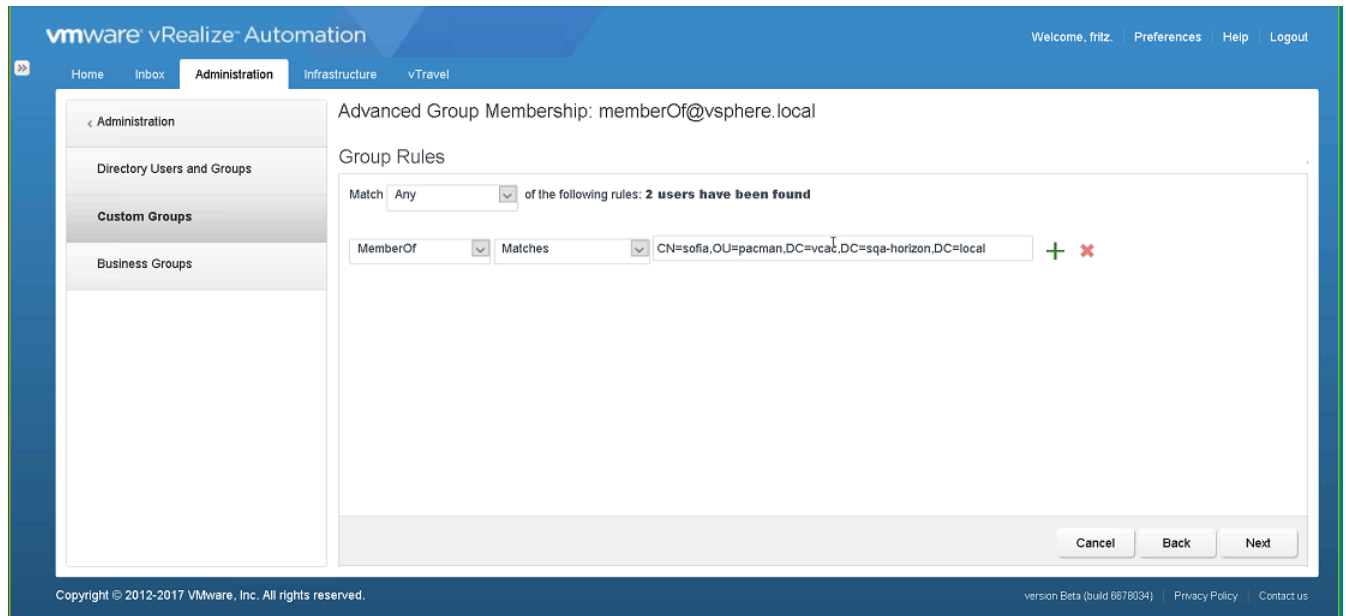 vmware vRealize Automation
Welcome, fritz. Preferences Help Logout
Home Inbox Administration Infrastructure vTravel
< Administration
Directory Users and Groups
Custom Groups
Business Groups
Advanced Group Membership: memberOf@vsphere.local
Group Rules
Match Any of the following rules: 2 users have been found
MemberOf Matches CN=sofia,OU=pacman,DC=vcac,DC=sqa-horizon,DC=local
Cancel Back Next
Copyright © 2012-2017 VMware, Inc. All rights reserved.
version Beta (build 6678034) Privacy Policy Contact us